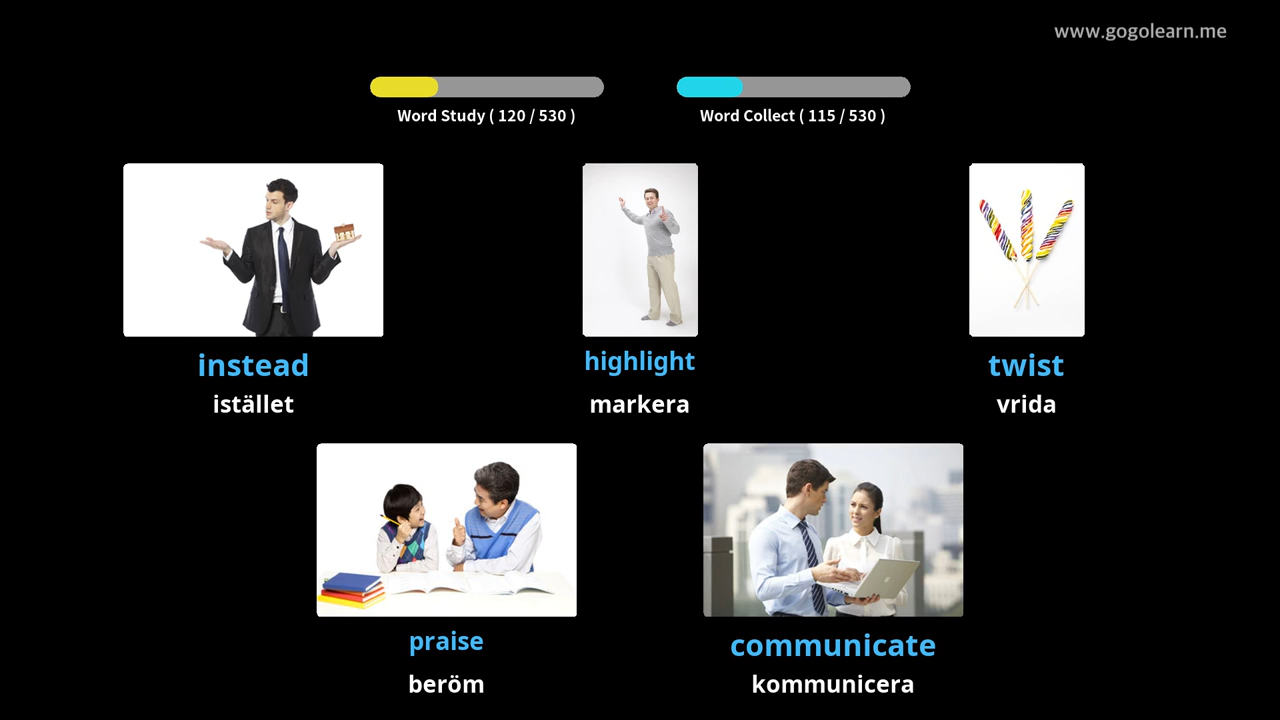 www.gogolearn.me
Word Study ( 120 / 530 )
Word Collect ( 115 / 530 )
instead
istället
highlight
markera
twist
vrida
praise
beröm
communicate
kommunicera